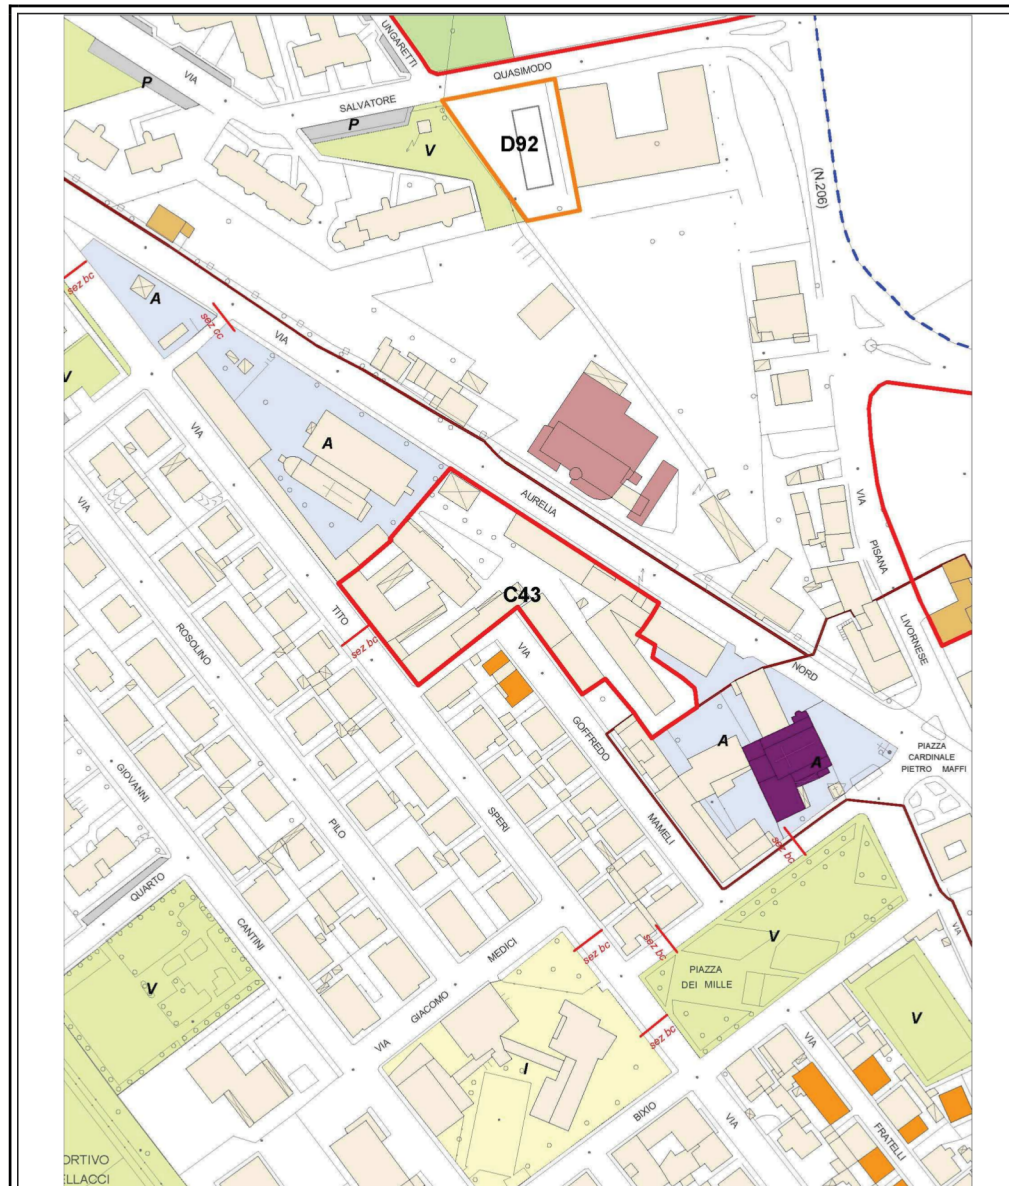 UNGARETTI
VIA
QUASIMODO
SALVATORE
P
P
V
D92
(N.206)
sez bc
A
sez cc
VIA
V
VIA
A
AURELIA
VIA
PISANA
LIVORNESE
C43
TITO
sez bc
VIA
ROSOLINO
VIA
NORD
GOFFREDO
A
A
PIAZZA
CARDINALE
PIETRO MAFFI
GIOVANNI
PILO
SPERI
MAMELI
sez bc
QUARTO
CANTINI
MEDICI
sez bc
sez bc
V
PIAZZA
DEI MILLE
VIA
V
GIACOMO
VIA
I
sez bc
V
VIA
BIXIO
VIA
FRATELLI
ORTIVO
ELLACCI